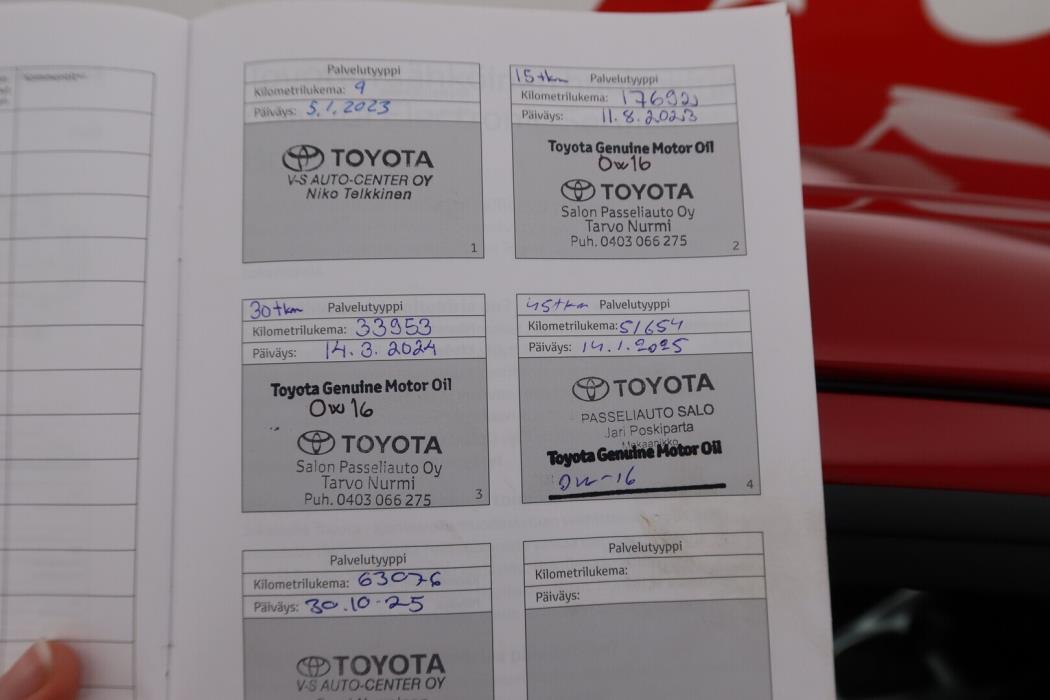 Palvelutyyppi
Kilometrilukema: 9
Päiväys: 5.1.2023
TOYOTA
V-S AUTO-CENTER OY
Niko Telkkinen
1
15tkm Palvelutyyppi
Kilometrilukema: 17692
Päiväys: 11.8.2023
Toyota Genuine Motor Oil
0w16
TOYOTA
Salon Passeliauto Oy
Tarvo Nurmi
Puh. 0403 066 275
2
30tkm Palvelutyyppi
Kilometrilukema: 33953
Päiväys: 14.3.2024
Toyota Genuine Motor Oil
0w16
TOYOTA
Salon Passeliauto Oy
Tarvo Nurmi
Puh. 0403 066 275
3
45tkm Palvelutyyppi
Kilometrilukema: 51654
Päiväys: 14.1.2025
TOYOTA
PASSELIAUTO SALO
Jari Poskiparta
Mekaanikko
Toyota Genuine Motor Oil
0w-16
4
Palvelutyyppi
Kilometrilukema: 63076
Päiväys: 30.10.25
TOYOTA
V-S AUTO-CENTER OY
Palvelutyyppi
Kilometrilukema:
Päiväys: